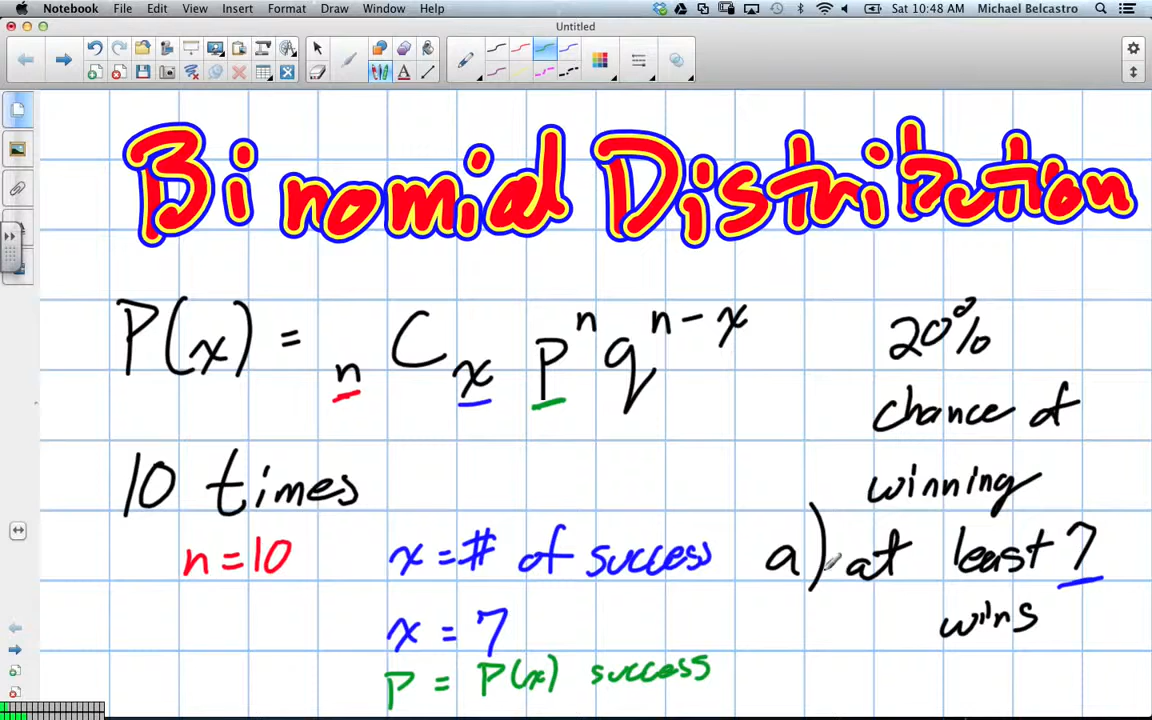 Notebook File Edit View Insert Format Tools Draw Window Help Sat 10:48 AM Michael Belcastro
Untitled
Binomial Distribution
P(x) = n C x p^n q^n-x
20%
chance of
winning
10 times
n = 10
x = # of success
a) at least 7
wins
x = 7
P = P(x) success